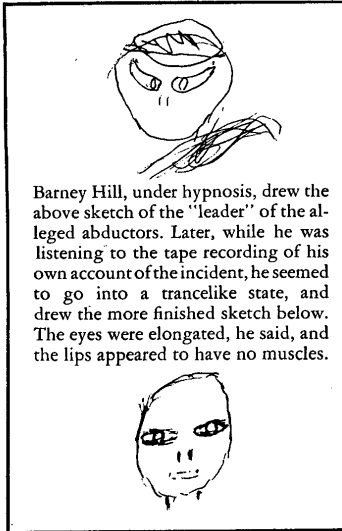 Barney Hill, under hypnosis, drew the
above sketch of the "leader" of the al-
leged abductors. Later, while he was
listening to the tape recording of his
own account of the incident, he seemed
to go into a trancelike state, and
drew the more finished sketch below.
The eyes were elongated, he said, and
the lips appeared to have no muscles.